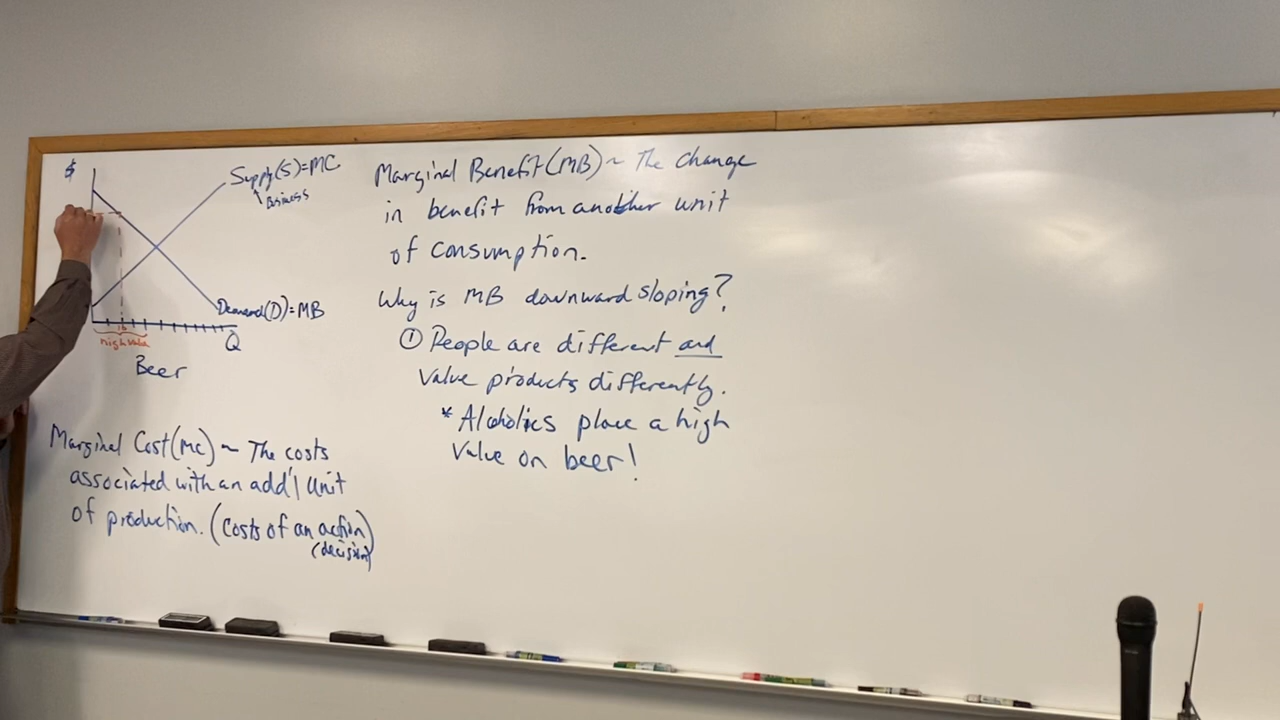 $
Supply(S)=MC
Business
Demand(D)=MB
10
high value
Q
Beer
Marginal Cost(MC) ~ The costs
associated with an add'l unit
of production. (Costs of an action)
(decision)
Marginal Benefit(MB) ~ The change
in benefit from another unit
of consumption.
Why is MB downward sloping?
① People are different and
value products differently.
* Alcoholics place a high
value on beer!